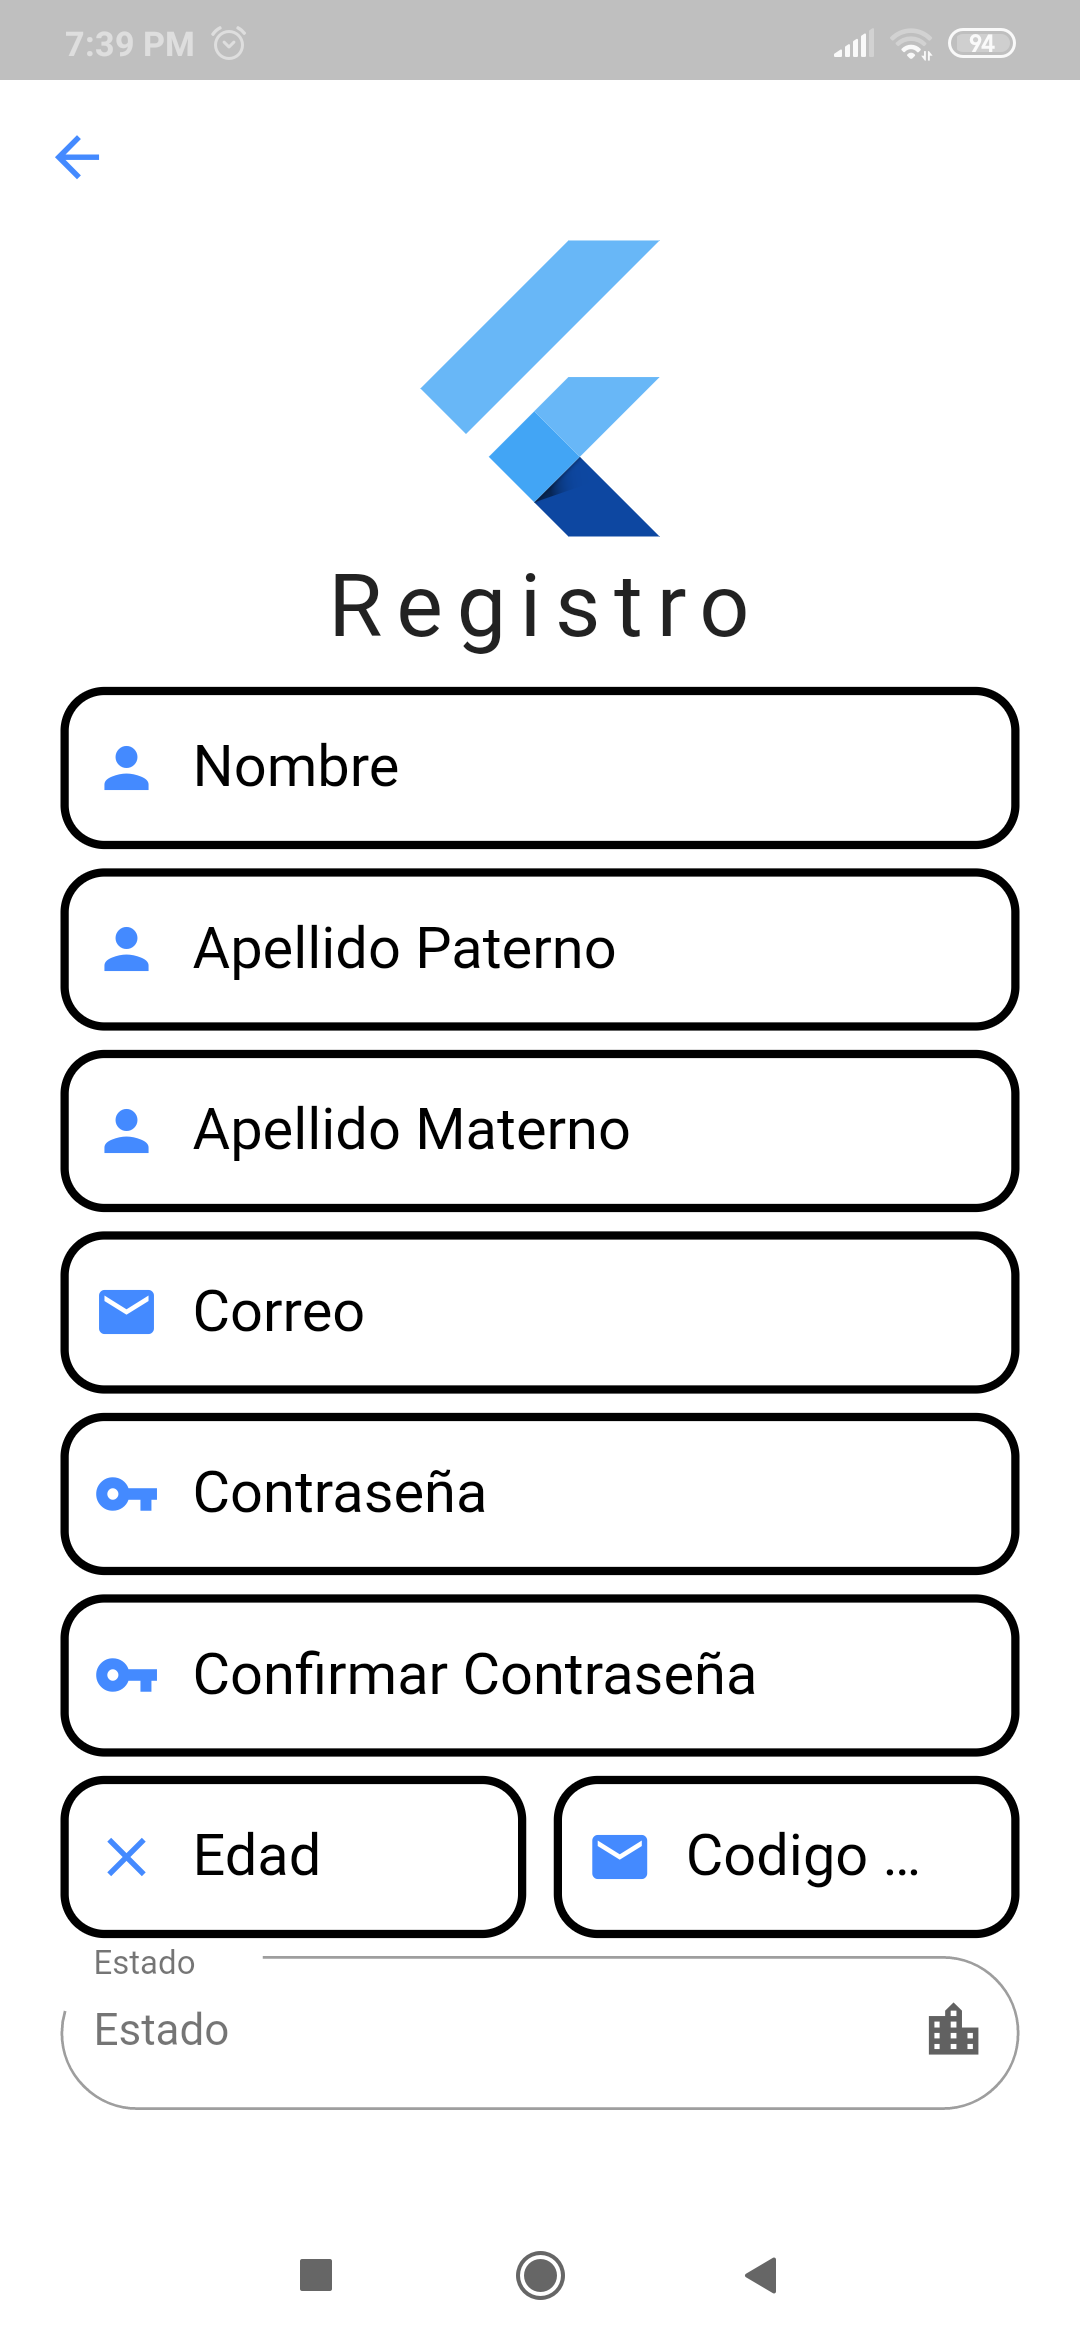 7:39 PM
94
Registro
Nombre
Apellido Paterno
Apellido Materno
Correo
Contraseña
Confirmar Contraseña
Edad
Codigo ...
Estado
Estado